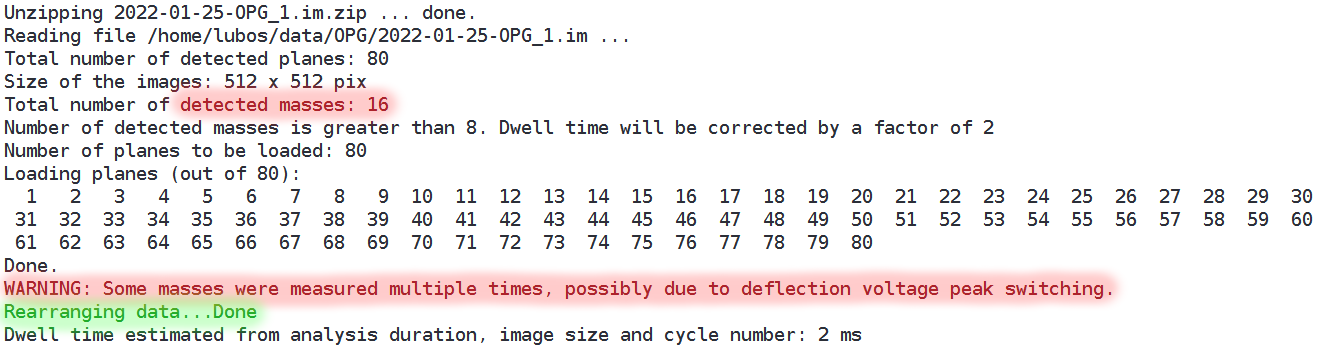 Unzipping 2022-01-25-OPG_1.im.zip ... done.
Reading file /home/lubos/data/OPG/2022-01-25-OPG_1.im ...
Total number of detected planes: 80
Size of the images: 512 x 512 pix
Total number of detected masses: 16
Number of detected masses is greater than 8. Dwell time will be corrected by a factor of 2
Number of planes to be loaded: 80
Loading planes (out of 80):
1 2 3 4 5 6 7 8 9 10 11 12 13 14 15 16 17 18 19 20 21 22 23 24 25 26 27 28 29 30
31 32 33 34 35 36 37 38 39 40 41 42 43 44 45 46 47 48 49 50 51 52 53 54 55 56 57 58 59 60
61 62 63 64 65 66 67 68 69 70 71 72 73 74 75 76 77 78 79 80
Done.
WARNING: Some masses were measured multiple times, possibly due to deflection voltage peak switching.
Rearranging data...Done
Dwell time estimated from analysis duration, image size and cycle number: 2 ms